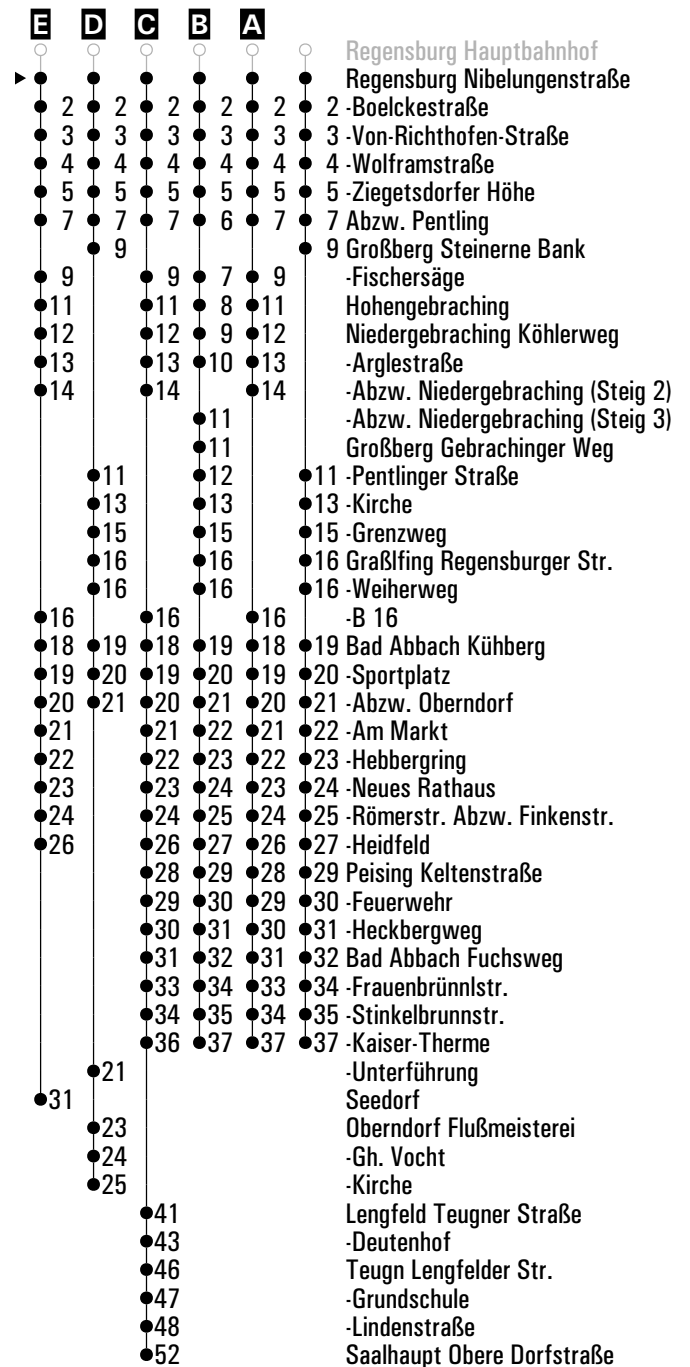 E D C B A
Regensburg Hauptbahnhof
Regensburg Nibelungenstraße
2 2 2 2 2 2 -Boelckestraße
3 3 3 3 3 3 -Von-Richthofen-Straße
4 4 4 4 4 4 -Wolframstraße
5 5 5 5 5 5 -Ziegetsdorfer Höhe
7 7 7 6 7 7 Abzw. Pentling
9 9 Großberg Steinerne Bank
9 9 7 9 -Fischersäge
11 11 8 11 Hohengebraching
12 12 9 12 Niedergebraching Köhlerweg
13 13 10 13 -Arglestraße
14 14 14 -Abzw. Niedergebraching (Steig 2)
11 -Abzw. Niedergebraching (Steig 3)
11 Großberg Gebrachinger Weg
11 12 11 -Pentlinger Straße
13 13 13 -Kirche
15 15 15 -Grenzweg
16 16 16 Graßlfing Regensburger Str.
16 16 16 -Weiherweg
16 16 16 -B 16
18 19 18 19 18 19 Bad Abbach Kühberg
19 20 19 20 19 20 -Sportplatz
20 21 20 21 20 21 -Abzw. Oberndorf
21 21 22 21 22 -Am Markt
22 22 23 22 23 -Hebbergring
23 23 24 23 24 -Neues Rathaus
24 24 25 24 25 -Römerstr. Abzw. Finkenstr.
26 26 27 26 27 -Heidfeld
28 29 28 29 Peising Keltenstraße
29 30 29 30 -Feuerwehr
30 31 30 31 -Heckbergweg
31 32 31 32 Bad Abbach Fuchsweg
33 34 33 34 -Frauenbrünnlstr.
34 35 34 35 -Stinkelbrunnstr.
36 37 37 37 -Kaiser-Therme
21 -Unterführung
31 Seedorf
23 Oberndorf Flußmeisterei
24 -Gh. Vocht
25 -Kirche
41 Lengfeld Teugner Straße
43 -Deutenhof
46 Teugn Lengfelder Str.
47 -Grundschule
48 -Lindenstraße
52 Saalhaupt Obere Dorfstraße